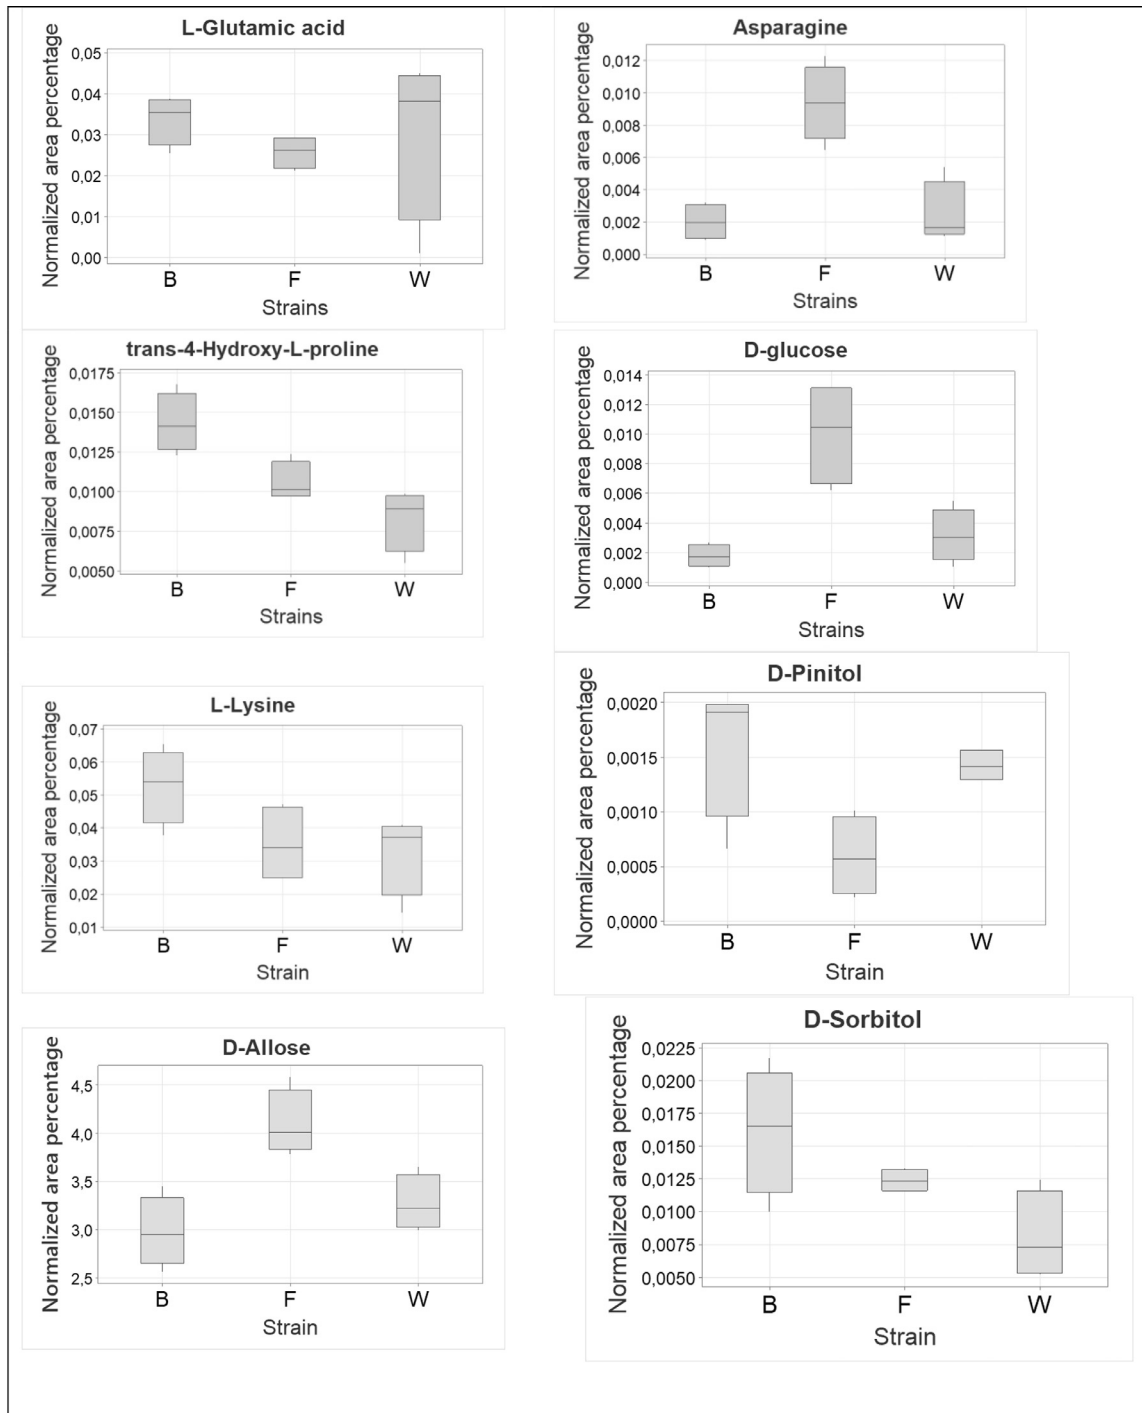 L-Glutamic acid
Normalized area percentage
0,05
0,04
0,03
0,02
0,01
0,00
B F W
Strains
Asparagine
Normalized area percentage
0,012
0,010
0,008
0,006
0,004
0,002
0,000
B F W
Strains
trans-4-Hydroxy-L-proline
Normalized area percentage
0,0175
0,0150
0,0125
0,0100
0,0075
0,0050
B F W
Strains
D-glucose
Normalized area percentage
0,014
0,012
0,010
0,008
0,006
0,004
0,002
0,000
B F W
Strains
L-Lysine
Normalized area percentage
0,07
0,06
0,05
0,04
0,03
0,02
0,01
B F W
Strain
D-Pinitol
Normalized area percentage
0,0020
0,0015
0,0010
0,0005
0,0000
B F W
Strain
D-Allose
Normalized area percentage
4,5
4,0
3,5
3,0
2,5
B F W
Strain
D-Sorbitol
Normalized area percentage
0,0225
0,0200
0,0175
0,0150
0,0125
0,0100
0,0075
0,0050
B F W
Strain